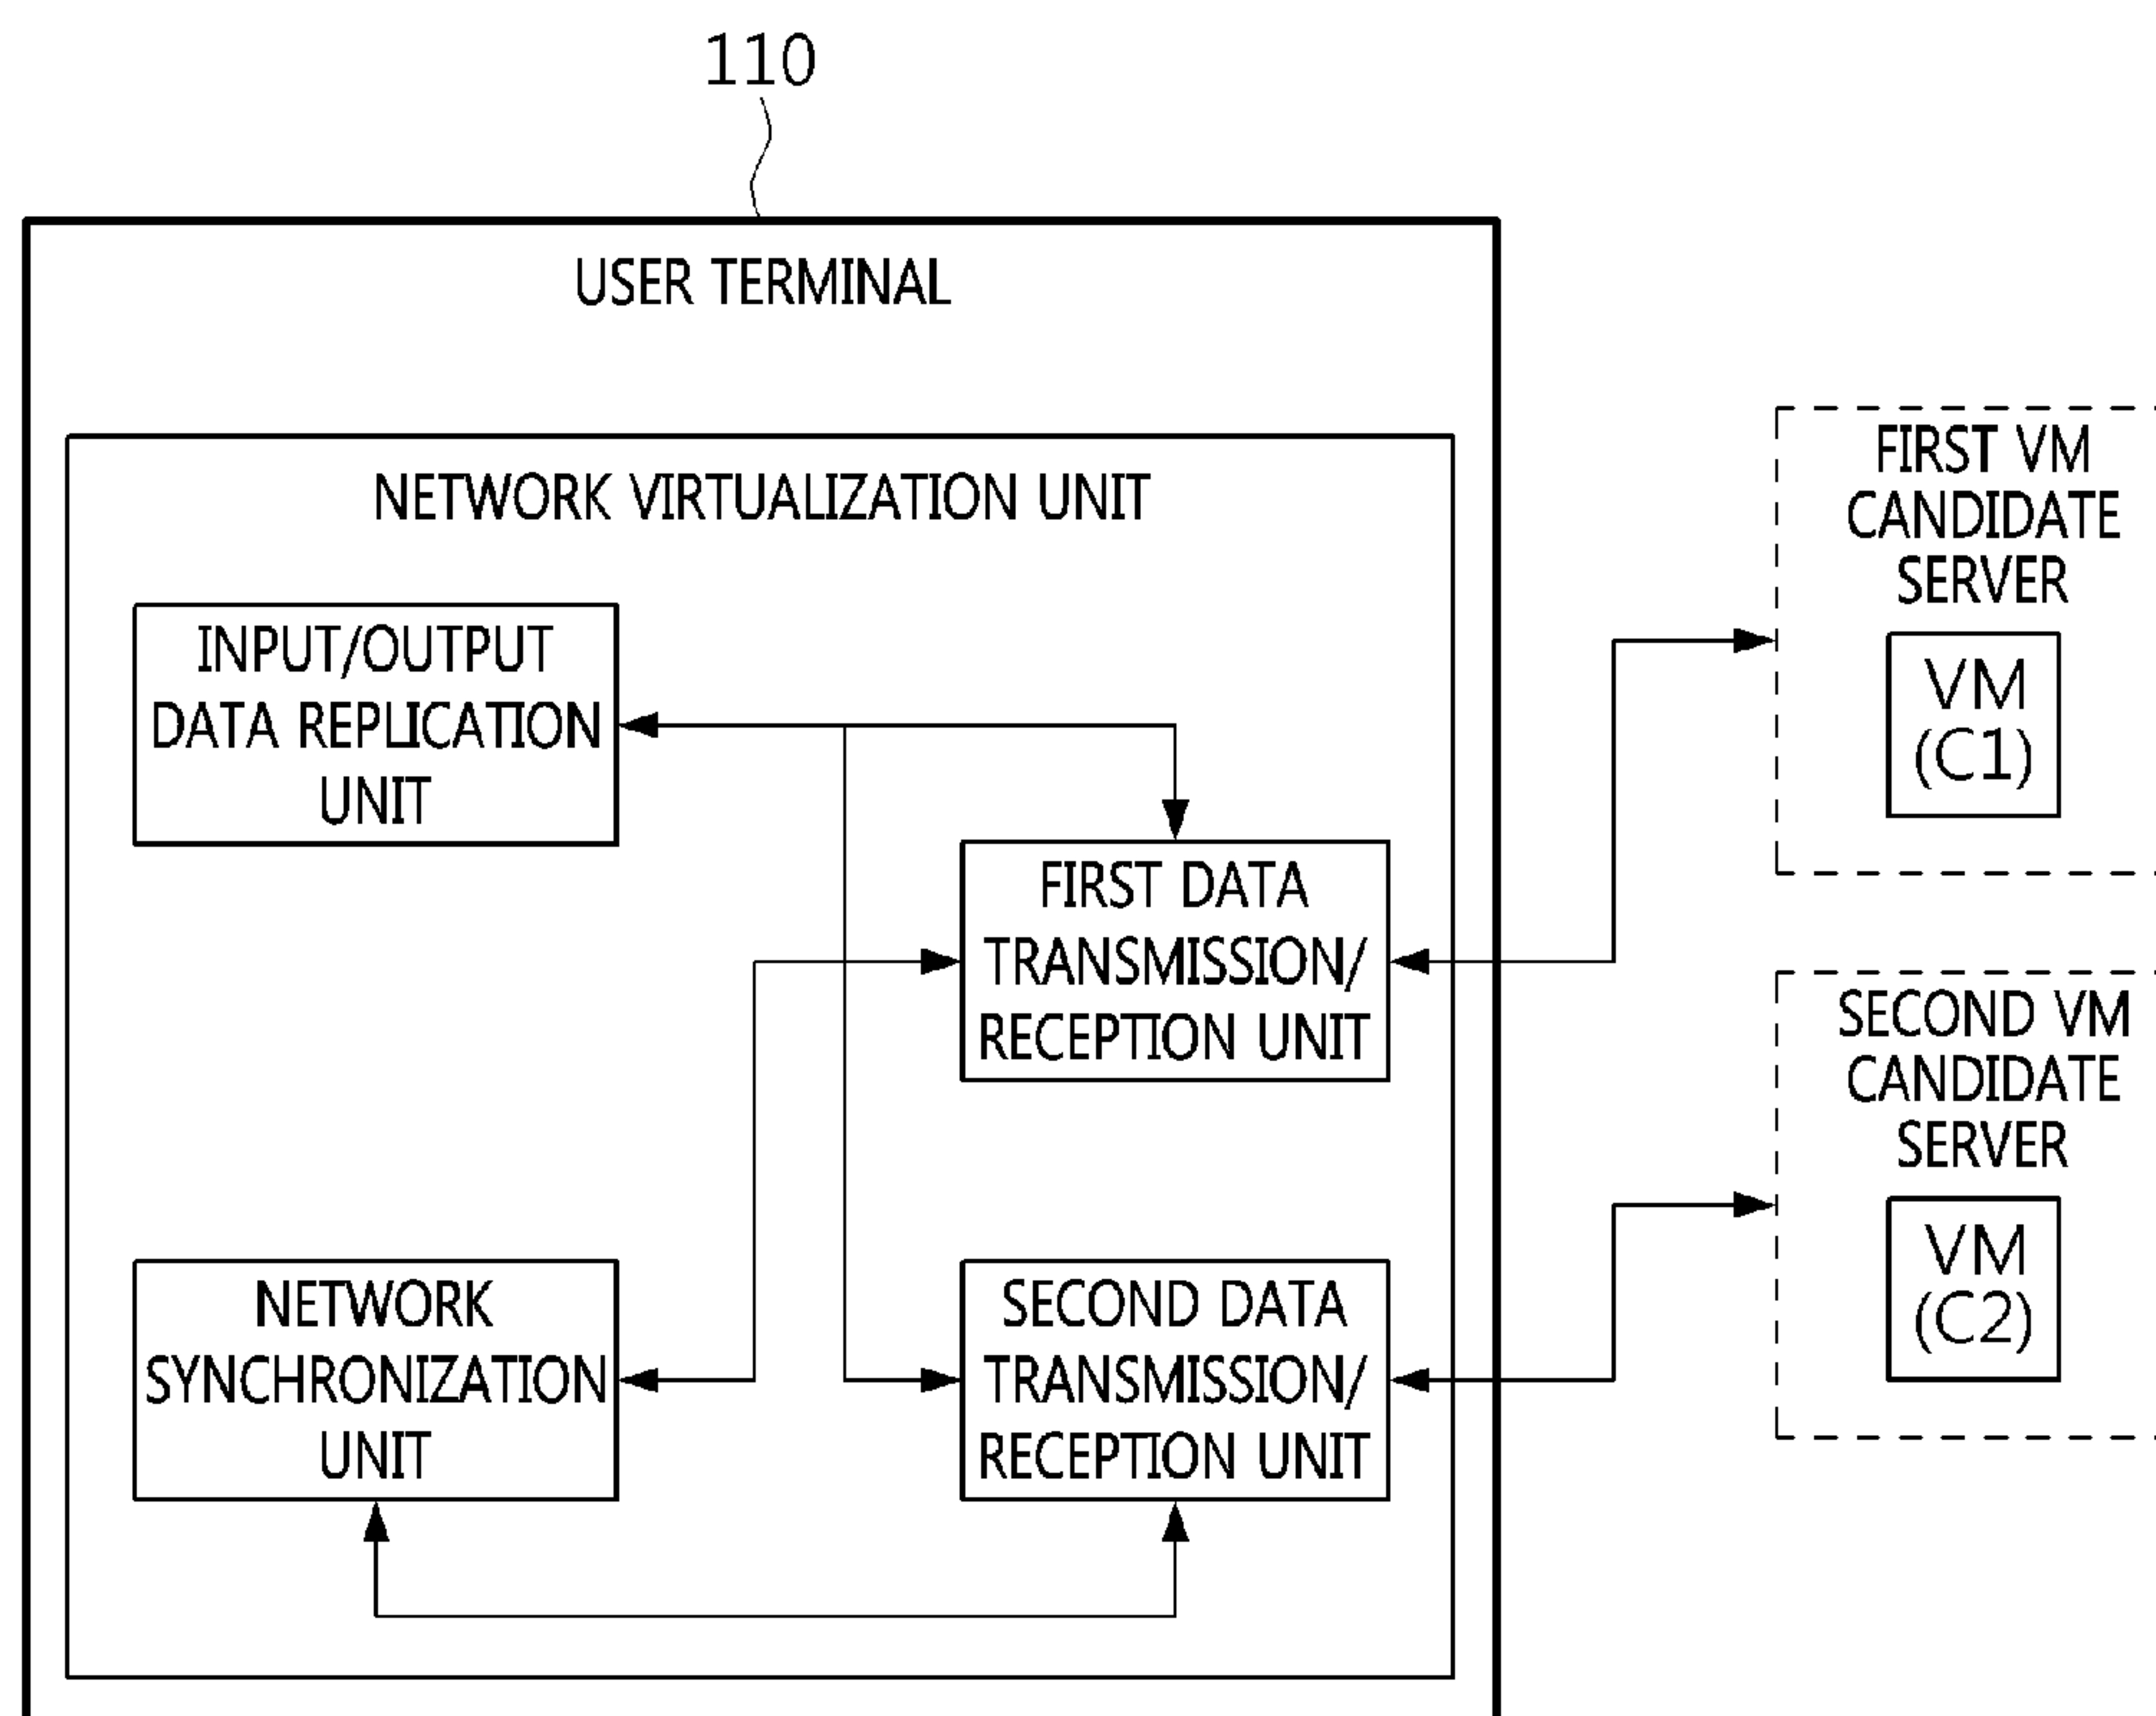 110
USER TERMINAL
NETWORK VIRTUALIZATION UNIT
INPUT/OUTPUT
DATA REPLICATION
UNIT
FIRST DATA
TRANSMISSION/
RECEPTION UNIT
NETWORK
SYNCHRONIZATION
UNIT
SECOND DATA
TRANSMISSION/
RECEPTION UNIT
FIRST VM
CANDIDATE
SERVER
VM
(C1)
SECOND VM
CANDIDATE
SERVER
VM
(C2)